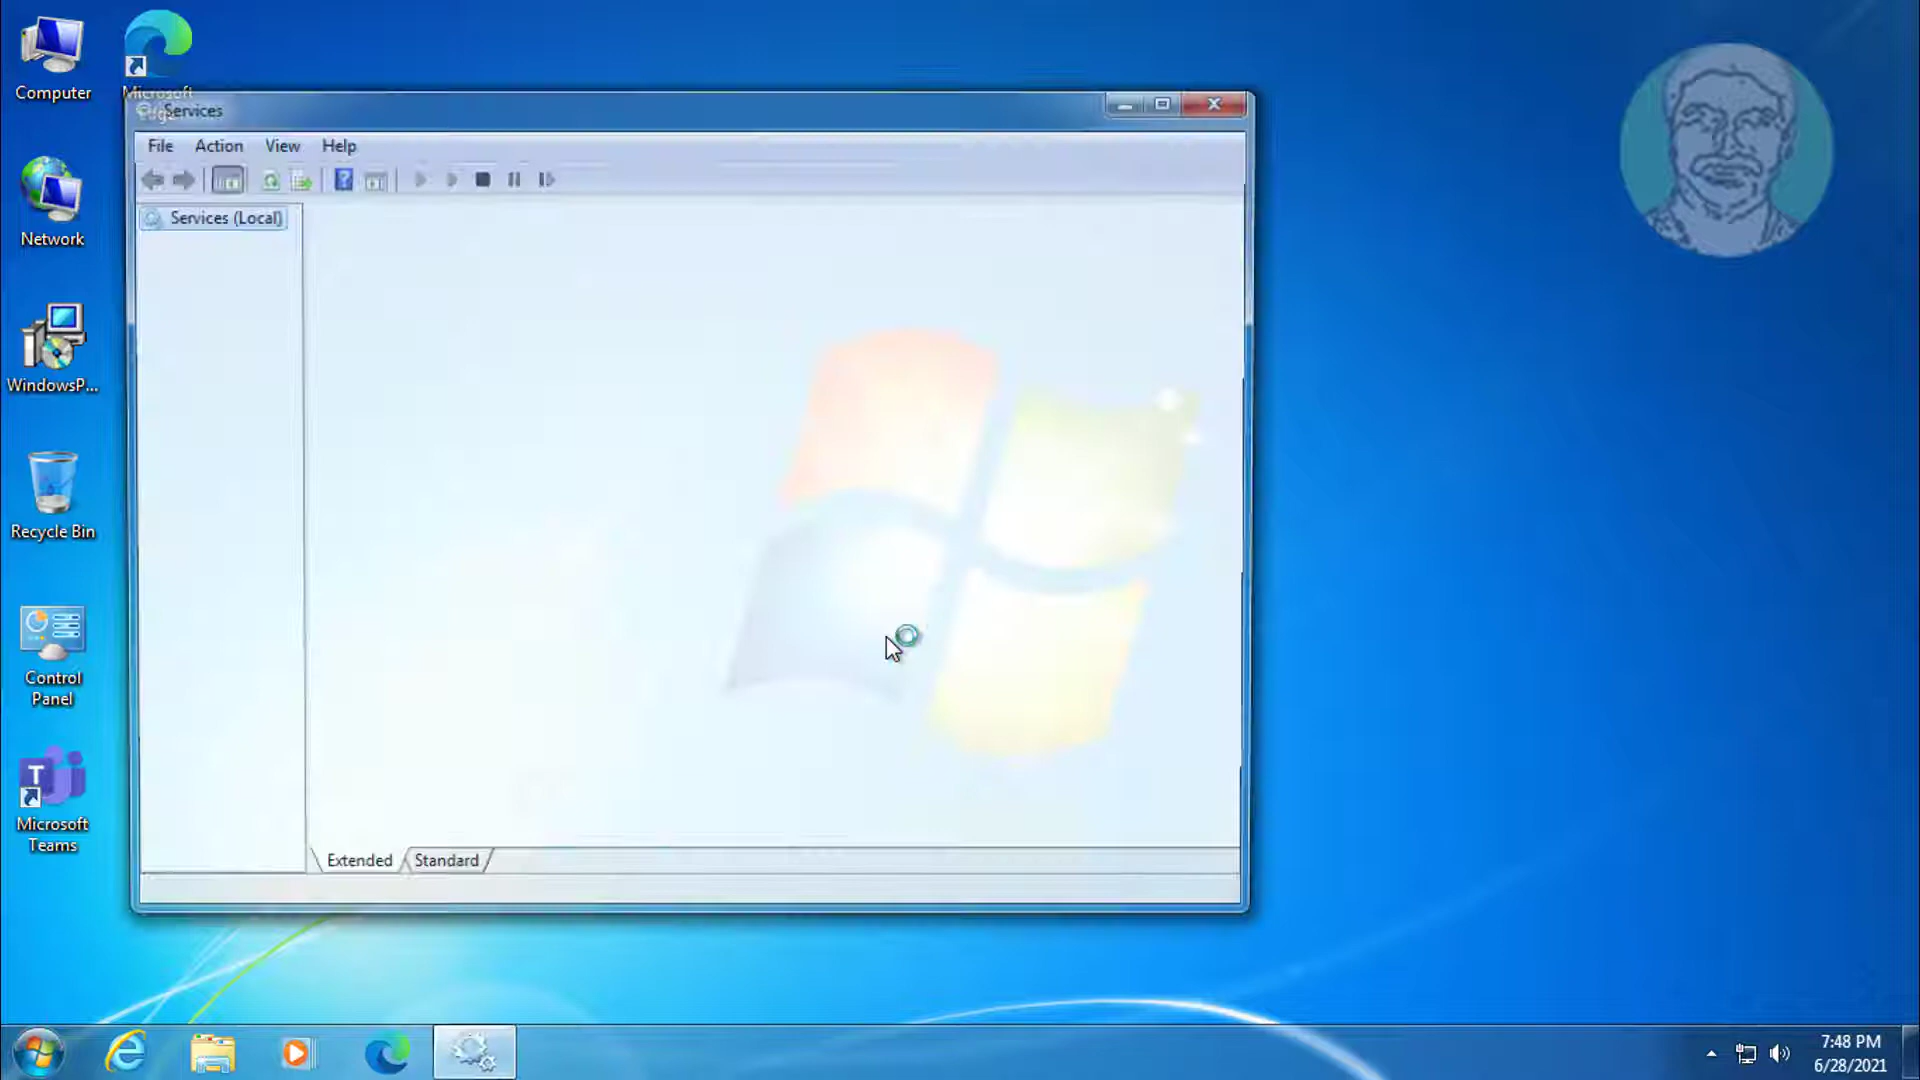 Computer
Microsoft
Edge
Services
File Action View Help
Services (Local)
Network
WindowsP...
Recycle Bin
Control
Panel
Microsoft
Teams
Extended Standard
7:48 PM
6/28/2021